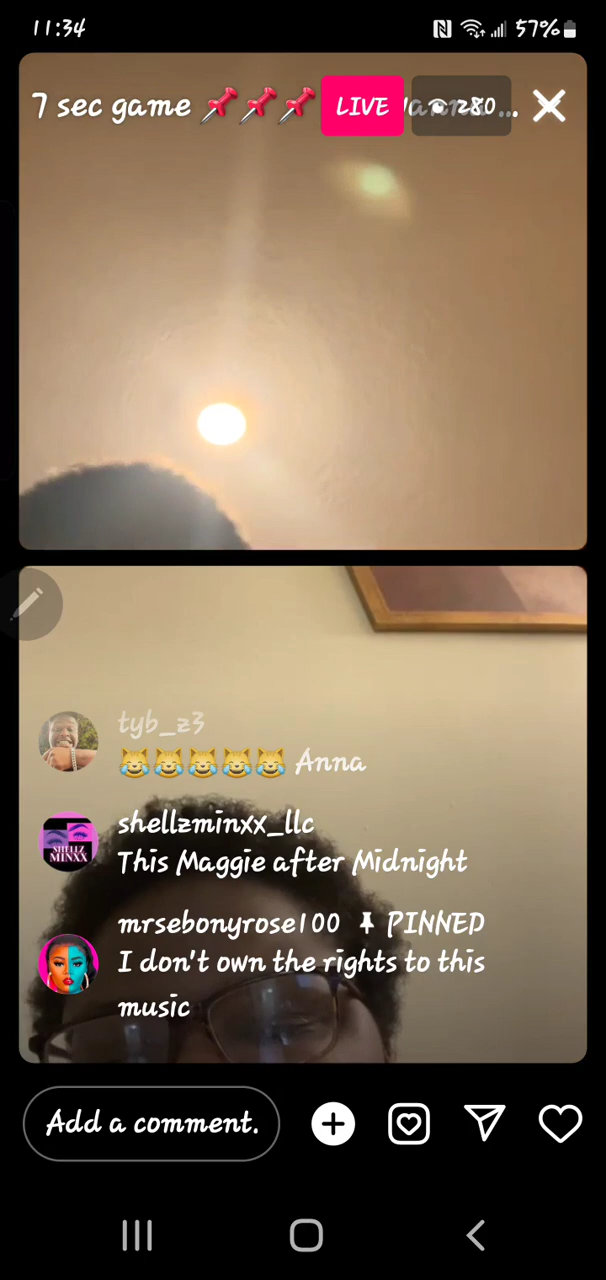 11:34
57%
7 sec game 📌📌📌
LIVE
280
...
tyb_z3
😹😹😹😹😹 Anna
shellzminxx_llc
SHELLZ
MINXX
This Maggie after Midnight
mrsebonyrose100 PINNED
I don't own the rights to this
music
Add a comment.